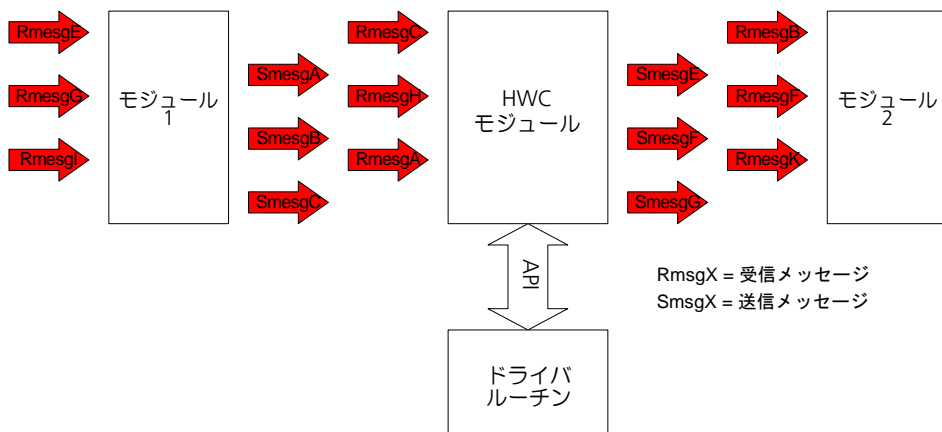 RmesgE
RmesgG
RmesgI
モジュール
1
SmesgA
SmesgB
SmesgC
RmesgC
RmesgH
RmesgA
HWC
モジュール
SmesgE
SmesgF
SmesgG
RmesgB
RmesgF
RmesgK
モジュール
2
API
RmsgX = 受信メッセージ
SmsgX = 送信メッセージ
ドライバ
ルーチン